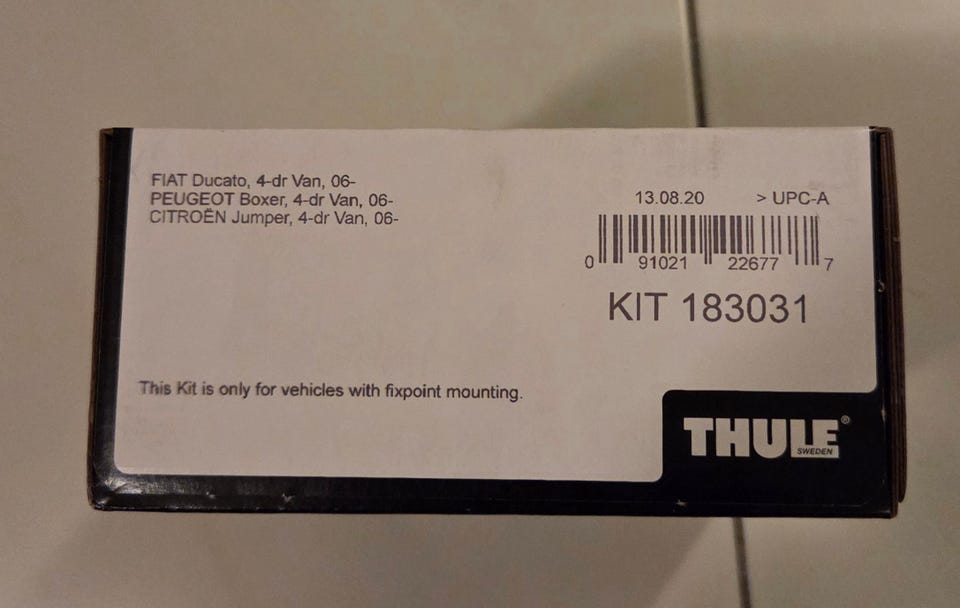 FIAT Ducato, 4-dr Van, 06-
PEUGEOT Boxer, 4-dr Van, 06-
CITROËN Jumper, 4-dr Van, 06-
13.08.20 > UPC-A
0 91021 22677 7
KIT 183031
This Kit is only for vehicles with fixpoint mounting.
THULE®
SWEDEN